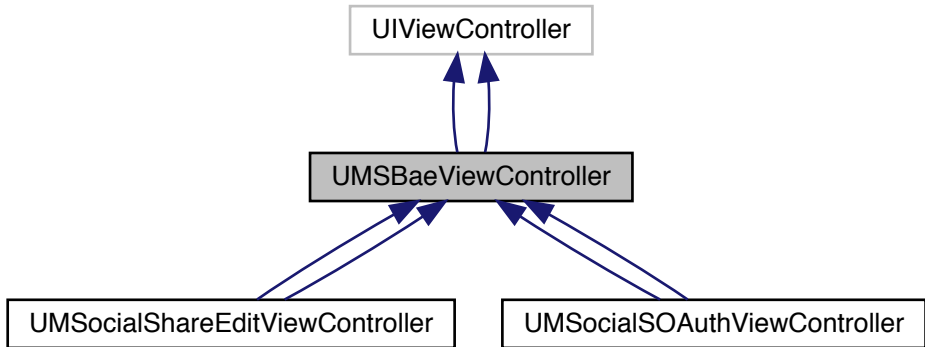 UIViewController
UMSBaeViewController
UMSocialShareEditViewController
UMSocialSOAuthViewController